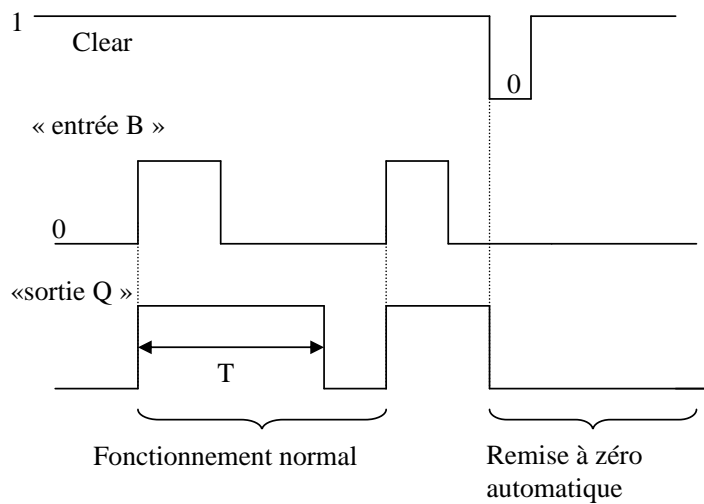 1
Clear
0
« entrée B »
0
«sortie Q »
T
Fonctionnement normal
Remise à zéro
automatique